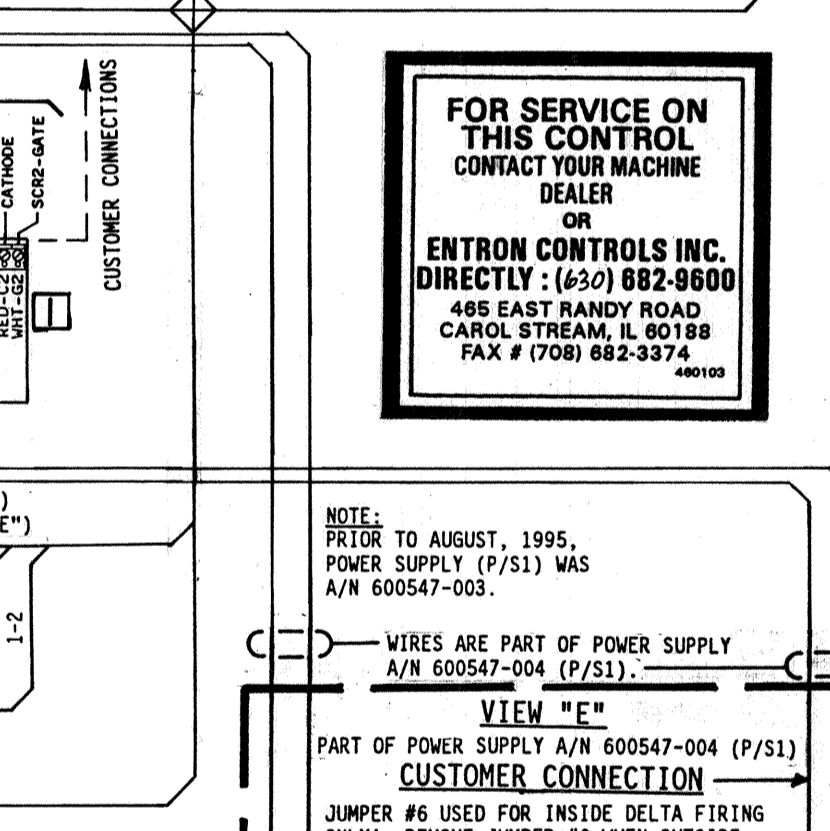 CUSTOMER CONNECTIONS
CATHODE
SCR2-GATE
RED-C2
WHT-G2
FOR SERVICE ON
THIS CONTROL
CONTACT YOUR MACHINE
DEALER
OR
ENTRON CONTROLS INC.
DIRECTLY : (630) 682-9600
465 EAST RANDY ROAD
CAROL STREAM, IL 60188
FAX # (708) 682-3374
460103
)
E")
1-2
NOTE:
PRIOR TO AUGUST, 1995,
POWER SUPPLY (P/S1) WAS
A/N 600547-003.
WIRES ARE PART OF POWER SUPPLY
A/N 600547-004 (P/S1).
VIEW "E"
PART OF POWER SUPPLY A/N 600547-004 (P/S1)
CUSTOMER CONNECTION
JUMPER #6 USED FOR INSIDE DELTA FIRING